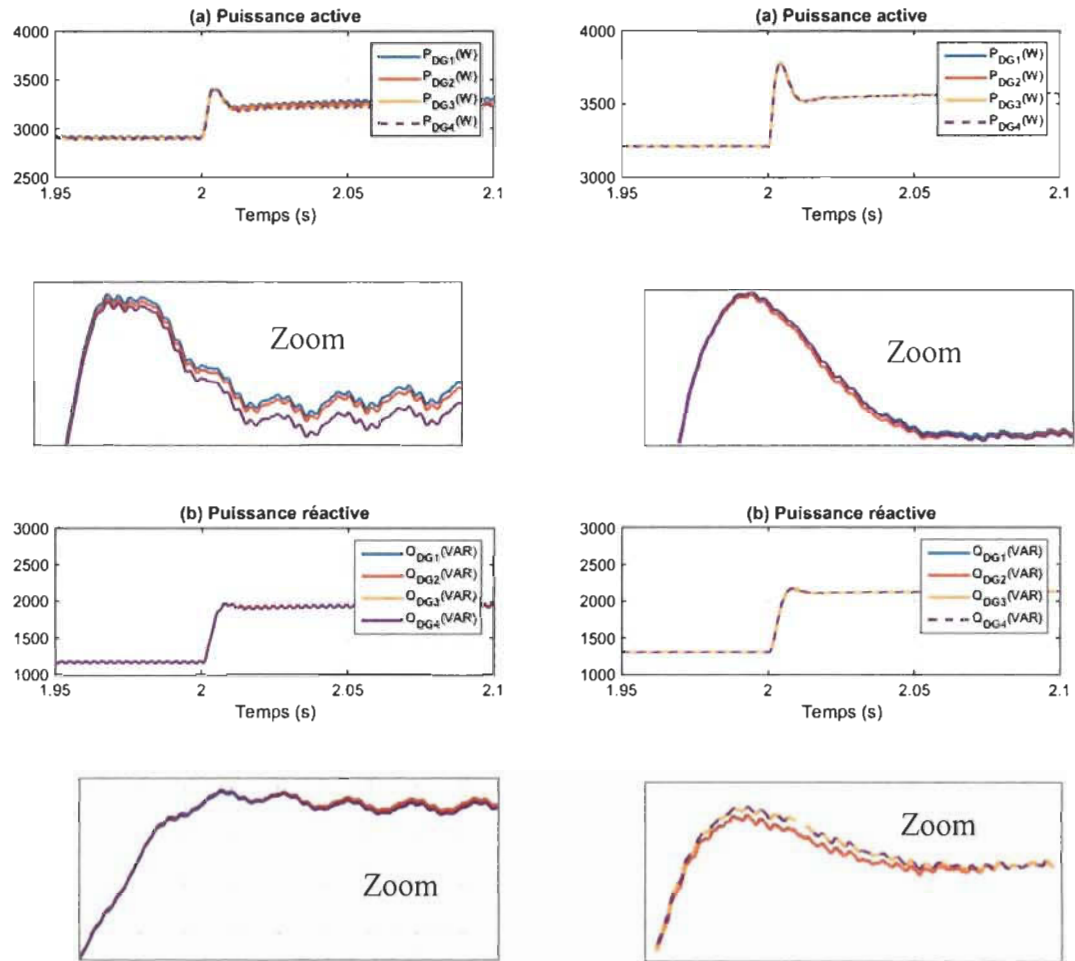 (a) Puissance active
4000
3500
3000
2500
P_DG1(W)
P_DG2(W)
P_DG3(W)
P_DG4(W)
1.95
2
2.05
2.1
Temps (s)
(a) Puissance active
4000
3500
3000
P_DG1(W)
P_DG2(W)
P_DG3(W)
P_DG4(W)
1.95
2
2.05
2.1
Temps (s)
Zoom
Zoom
(b) Puissance réactive
3000
2500
2000
1500
1000
Q_DG1(VAR)
Q_DG2(VAR)
Q_DG3(VAR)
Q_DG4(VAR)
1.95
2
2.05
2.1
Temps (s)
(b) Puissance réactive
3000
2500
2000
1500
1000
Q_DG1(VAR)
Q_DG2(VAR)
Q_DG3(VAR)
Q_DG4(VAR)
1.95
2
2.05
2.1
Temps (s)
Zoom
Zoom